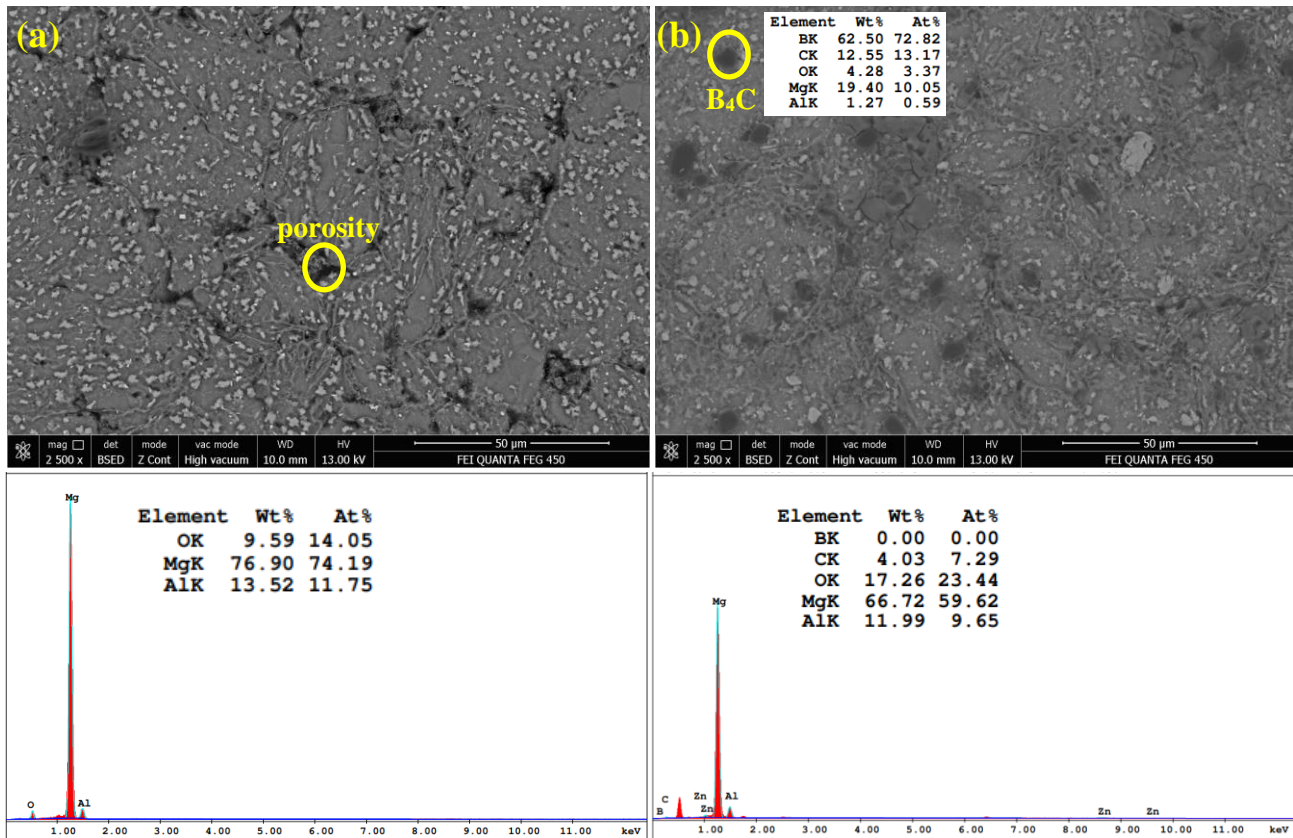 (a)
porosity
mag det mode vac mode WD HV 50 µm
2 500 x BSED Z Cont High vacuum 10.0 mm 13.00 kV FEI QUANTA FEG 450
(b)
B₄C
Element Wt% At%
BK 62.50 72.82
CK 12.55 13.17
OK 4.28 3.37
MgK 19.40 10.05
AlK 1.27 0.59
mag det mode vac mode WD HV 50 µm
2 500 x BSED Z Cont High vacuum 10.0 mm 13.00 kV FEI QUANTA FEG 450
Mg
Element Wt% At%
OK 9.59 14.05
MgK 76.90 74.19
AlK 13.52 11.75
O Al
1.00 2.00 3.00 4.00 5.00 6.00 7.00 8.00 9.00 10.00 11.00 keV
Element Wt% At%
BK 0.00 0.00
CK 4.03 7.29
OK 17.26 23.44
MgK 66.72 59.62
AlK 11.99 9.65
Mg
C Zn Al
B Zn Zn Zn
1.00 2.00 3.00 4.00 5.00 6.00 7.00 8.00 9.00 10.00 11.00 keV